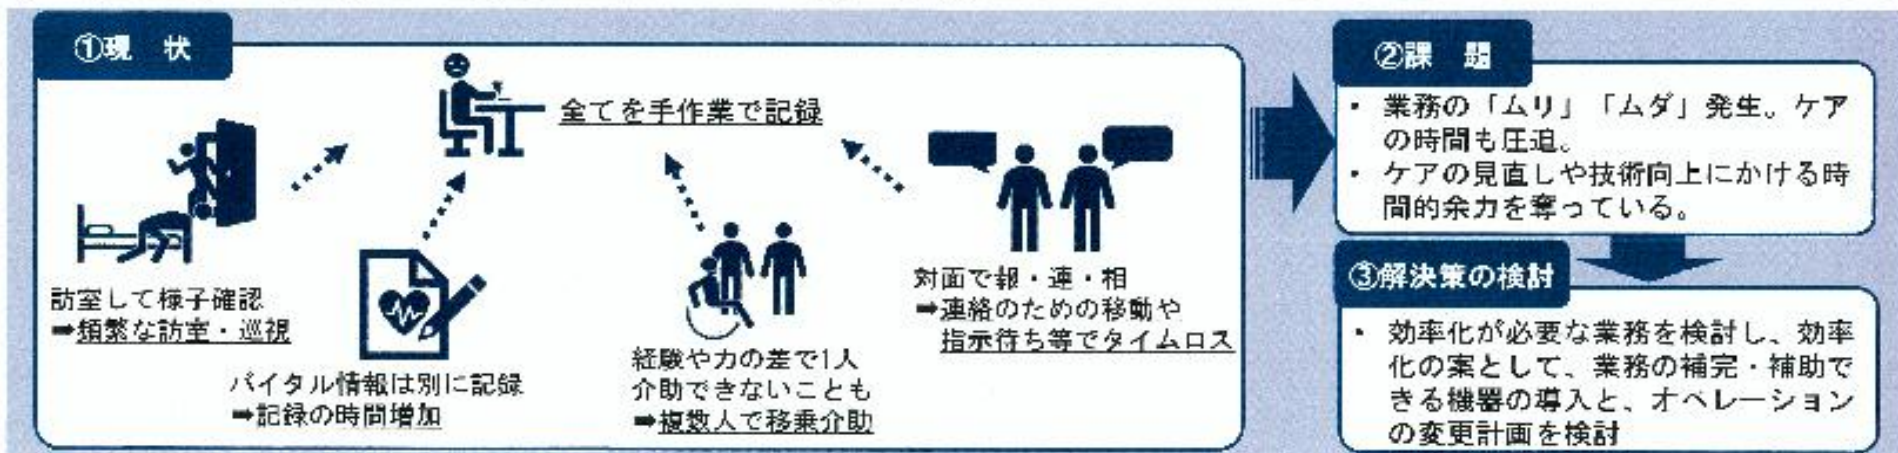 ①現 状
全てを手作業で記録
訪室して様子確認
➡頻繁な訪室・巡視
バイタル情報は別に記録
➡記録の時間増加
経験や力の差で1人
介助できないことも
➡複数人で移乗介助
対面で報・連・相
➡連絡のための移動や
指示待ち等でタイムロス
②課 題
・ 業務の「ムリ」「ムダ」発生。ケア
の時間も圧迫。
・ ケアの見直しや技術向上にかける時
間的余力を奪っている。
③解決策の検討
・ 効率化が必要な業務を検討し、効率
化の案として、業務の補完・補助で
きる機器の導入と、オペレーション
の変更計画を検討